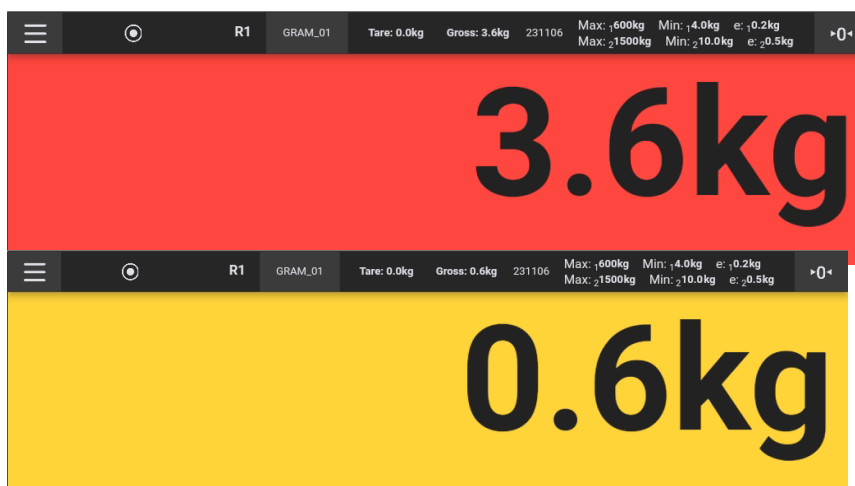 R1 GRAM_01 Tare: 0.0kg Gross: 3.6kg 231106 Max: ₁600kg Min: ₁4.0kg e: ₁0.2kg ▸0◂
Max: ₂1500kg Min: ₂10.0kg e: ₂0.5kg
3.6kg
R1 GRAM_01 Tare: 0.0kg Gross: 0.6kg 231106 Max: ₁600kg Min: ₁4.0kg e: ₁0.2kg ▸0◂
Max: ₂1500kg Min: ₂10.0kg e: ₂0.5kg
0.6kg